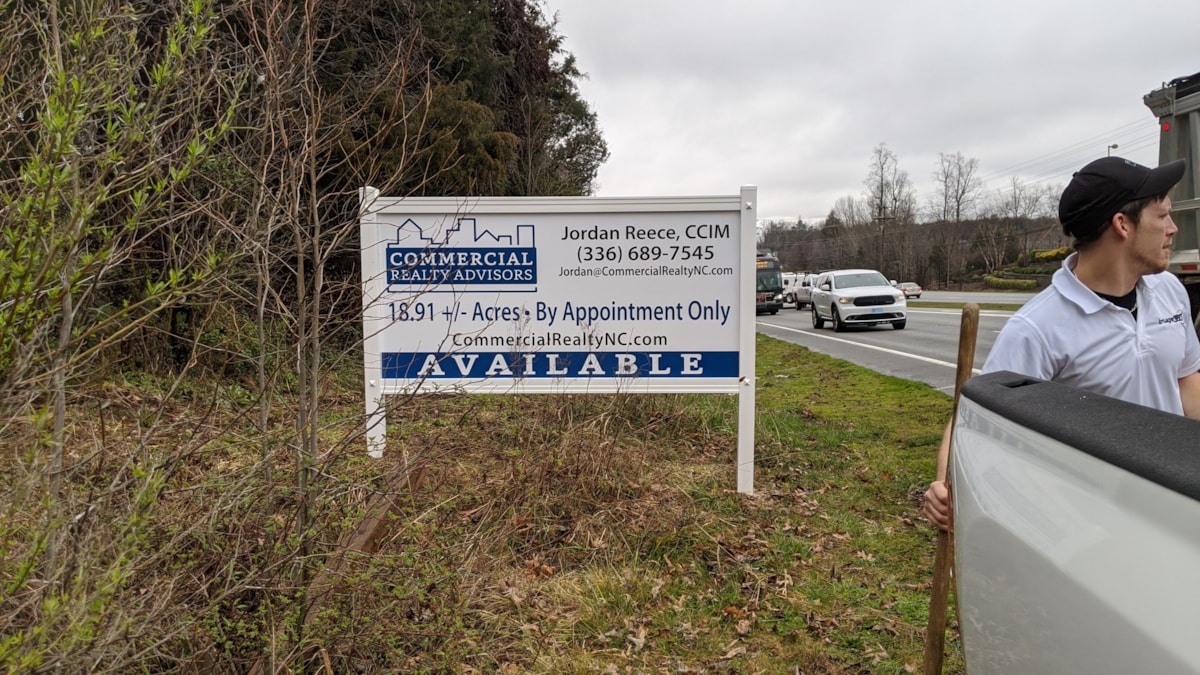 COMMERCIAL
REALTY ADVISORS
Jordan Reece, CCIM
(336) 689-7545
Jordan@CommercialRealtyNC.com
18.91 +/- Acres • By Appointment Only
CommercialRealtyNC.com
AVAILABLE